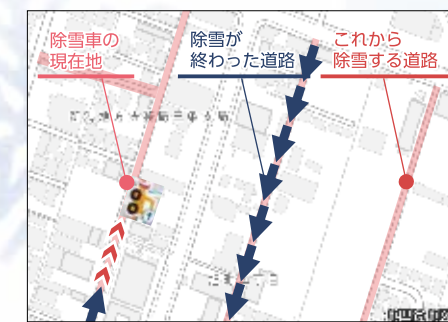 除雪車の
現在地
除雪が
終わった道路
これから
除雪する道路